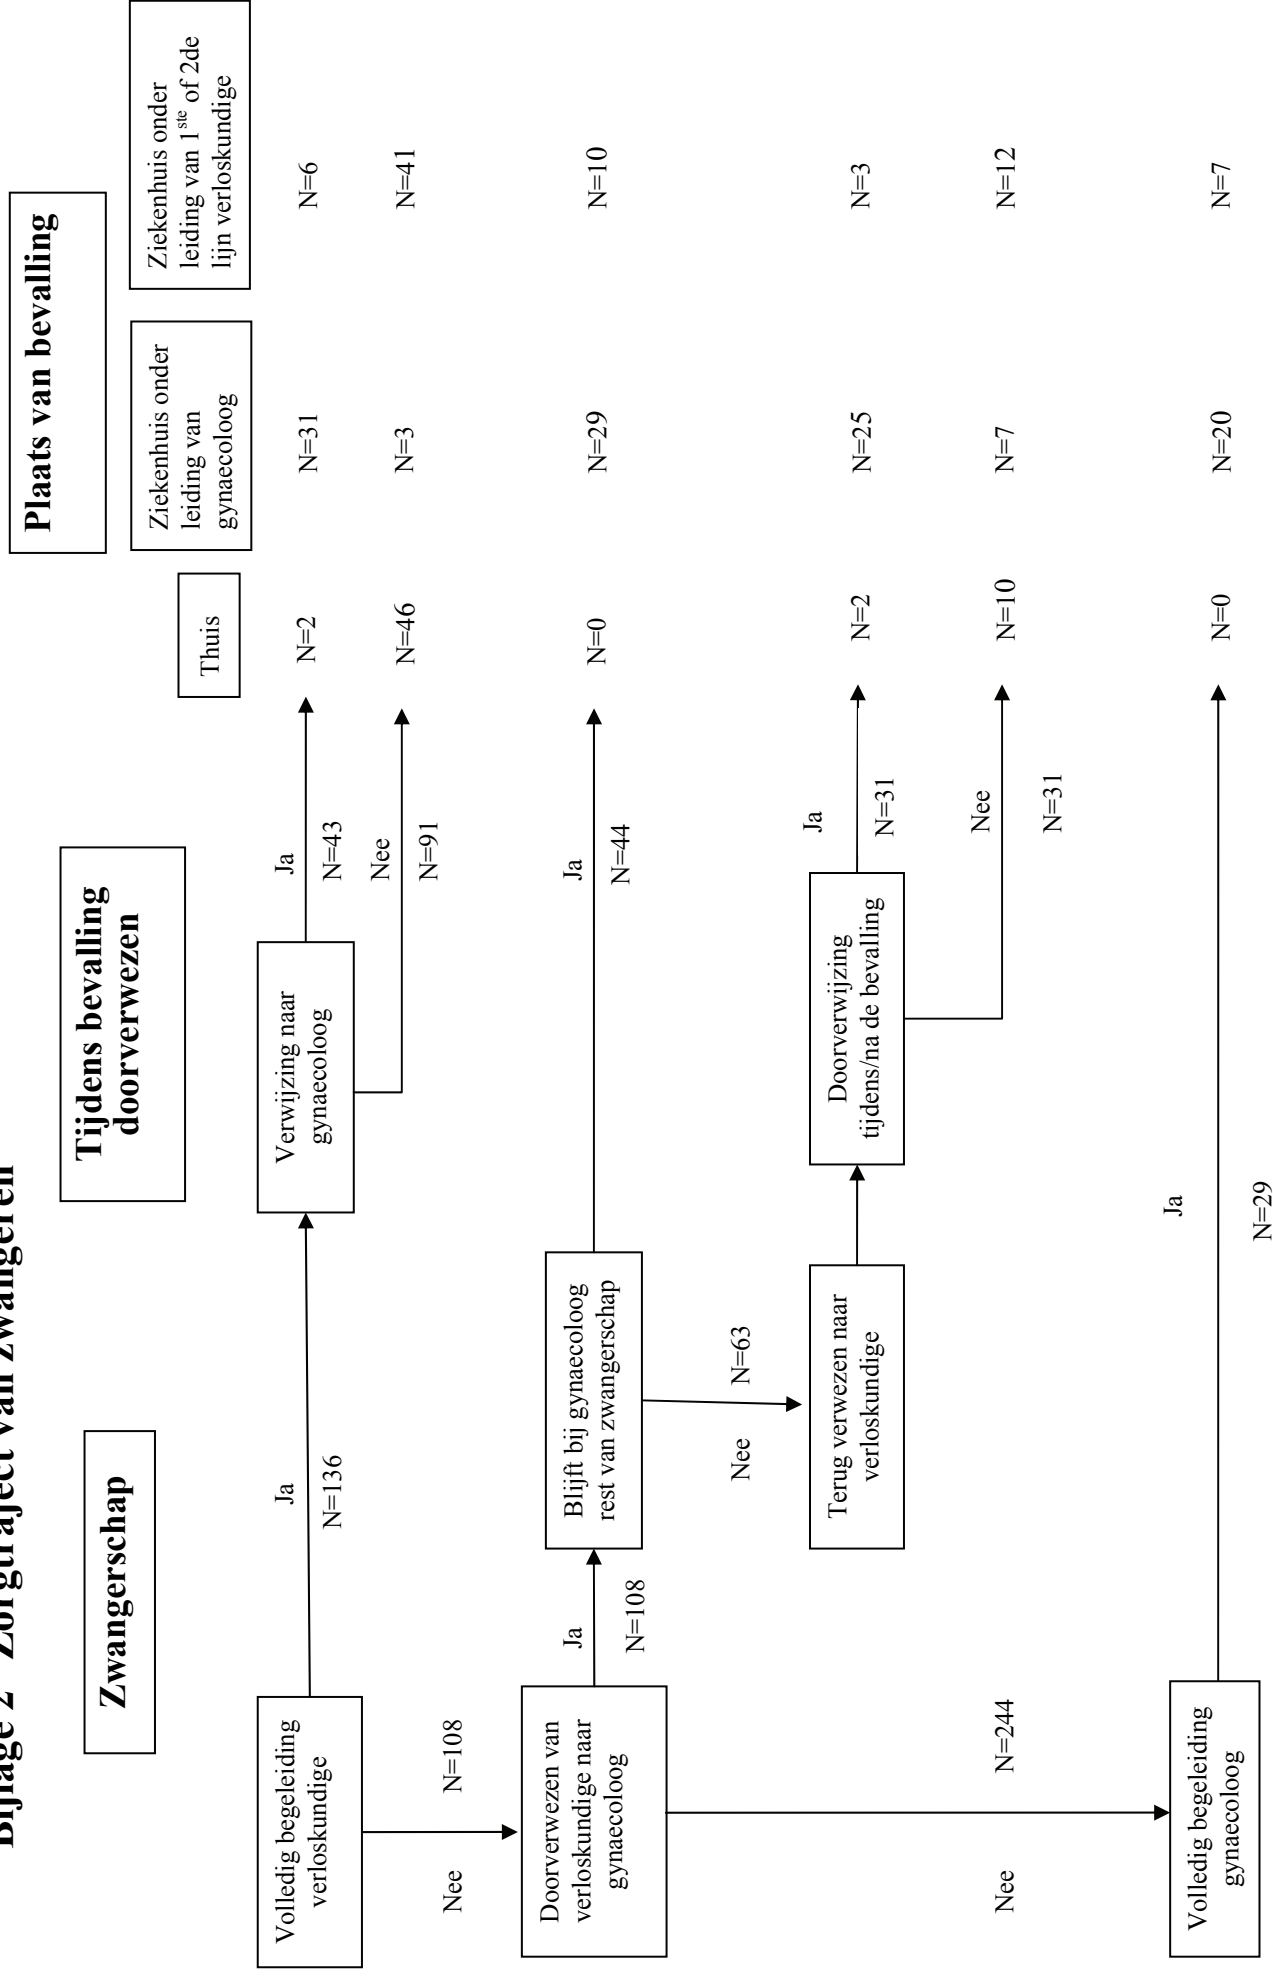 Bijlage 2 Zorgtraject van zwangeren
Zwangerschap
Tijdens bevalling
doorverwezen
Plaats van bevalling
Thuis
Ziekenhuis onder
leiding van
gynaecoloog
Ziekenhuis onder
leiding van 1ste of 2de
lijn verloskundige
Volledig begeleiding
verloskundige
Ja
N=136
Verwijzing naar
gynaecoloog
Ja
N=43
N=2
N=31
N=6
Nee
N=91
N=46
N=3
N=41
Nee
N=108
Doorverwezen van
verloskundige naar
gynaecoloog
Ja
N=108
Blijft bij gynaecoloog
rest van zwangerschap
Ja
N=44
N=0
N=29
N=10
Nee
N=63
Terug verwezen naar
verloskundige
Doorverwijzing
tijdens/na de bevalling
Ja
N=31
N=2
N=25
N=3
Nee
N=31
N=10
N=7
N=12
Nee
N=244
Volledig begeleiding
gynaecoloog
Ja
N=29
N=0
N=20
N=7